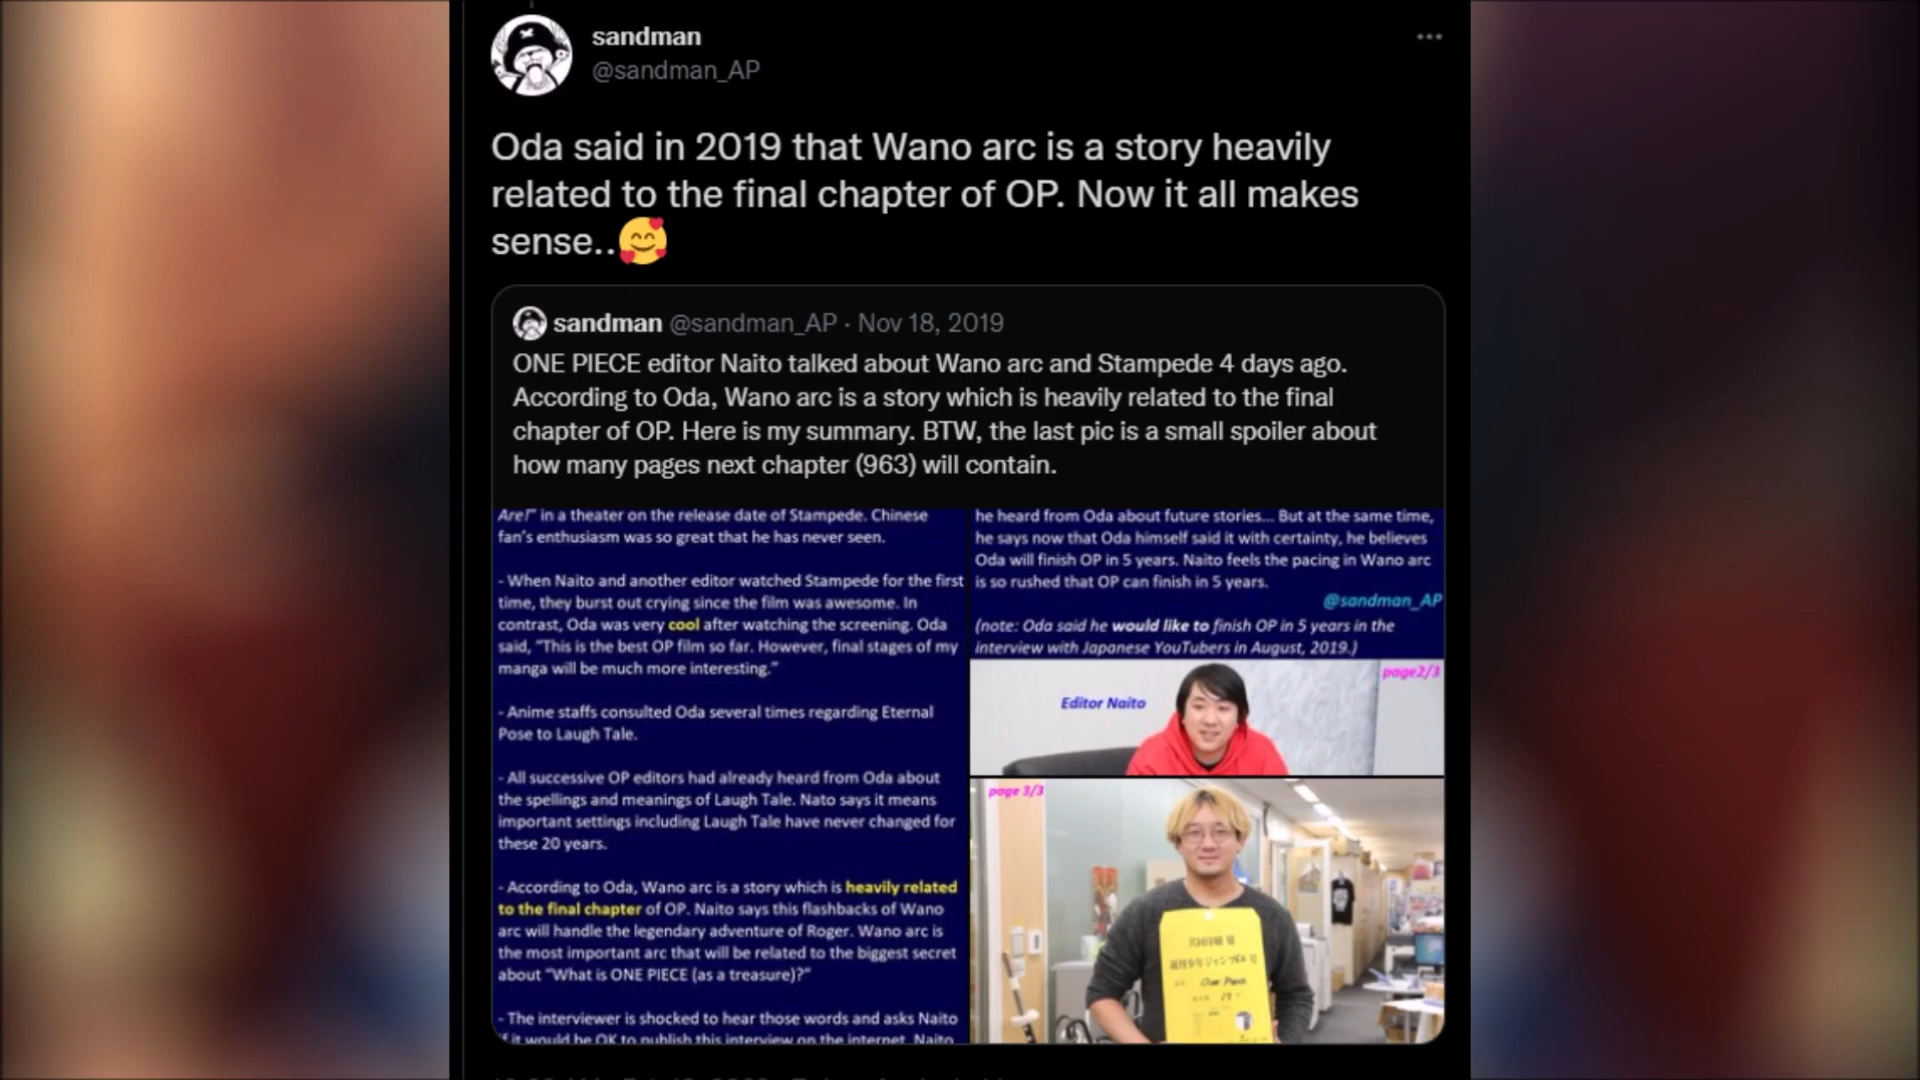 sandman
@sandman_AP
Oda said in 2019 that Wano arc is a story heavily
related to the final chapter of OP. Now it all makes
sense..🥰
sandman @sandman_AP · Nov 18, 2019
ONE PIECE editor Naito talked about Wano arc and Stampede 4 days ago.
According to Oda, Wano arc is a story which is heavily related to the final
chapter of OP. Here is my summary. BTW, the last pic is a small spoiler about
how many pages next chapter (963) will contain.
Are!" in a theater on the release date of Stampede. Chinese
fan's enthusiasm was so great that he has never seen.
- When Naito and another editor watched Stampede for the first
time, they burst out crying since the film was awesome. In
contrast, Oda was very cool after watching the screening. Oda
said, "This is the best OP film so far. However, final stages of my
manga will be much more interesting."
- Anime staffs consulted Oda several times regarding Eternal
Pose to Laugh Tale.
- All successive OP editors had already heard from Oda about
the spellings and meanings of Laugh Tale. Nato says it means
important settings including Laugh Tale have never changed for
these 20 years.
- According to Oda, Wano arc is a story which is heavily related
to the final chapter of OP. Naito says this flashbacks of Wano
arc will handle the legendary adventure of Roger. Wano arc is
the most important arc that will be related to the biggest secret
about "What is ONE PIECE (as a treasure)?"
- The interviewer is shocked to hear those words and asks Naito
if it would be OK to publish this interview on the internet. Naito
he heard from Oda about future stories... But at the same time,
he says now that Oda himself said it with certainty, he believes
Oda will finish OP in 5 years. Naito feels the pacing in Wano arc
is so rushed that OP can finish in 5 years.
@sandman_AP
(note: Oda said he would like to finish OP in 5 years in the
interview with Japanese YouTubers in August, 2019.)
page2/3
Editor Naito
page 3/3
One Piece